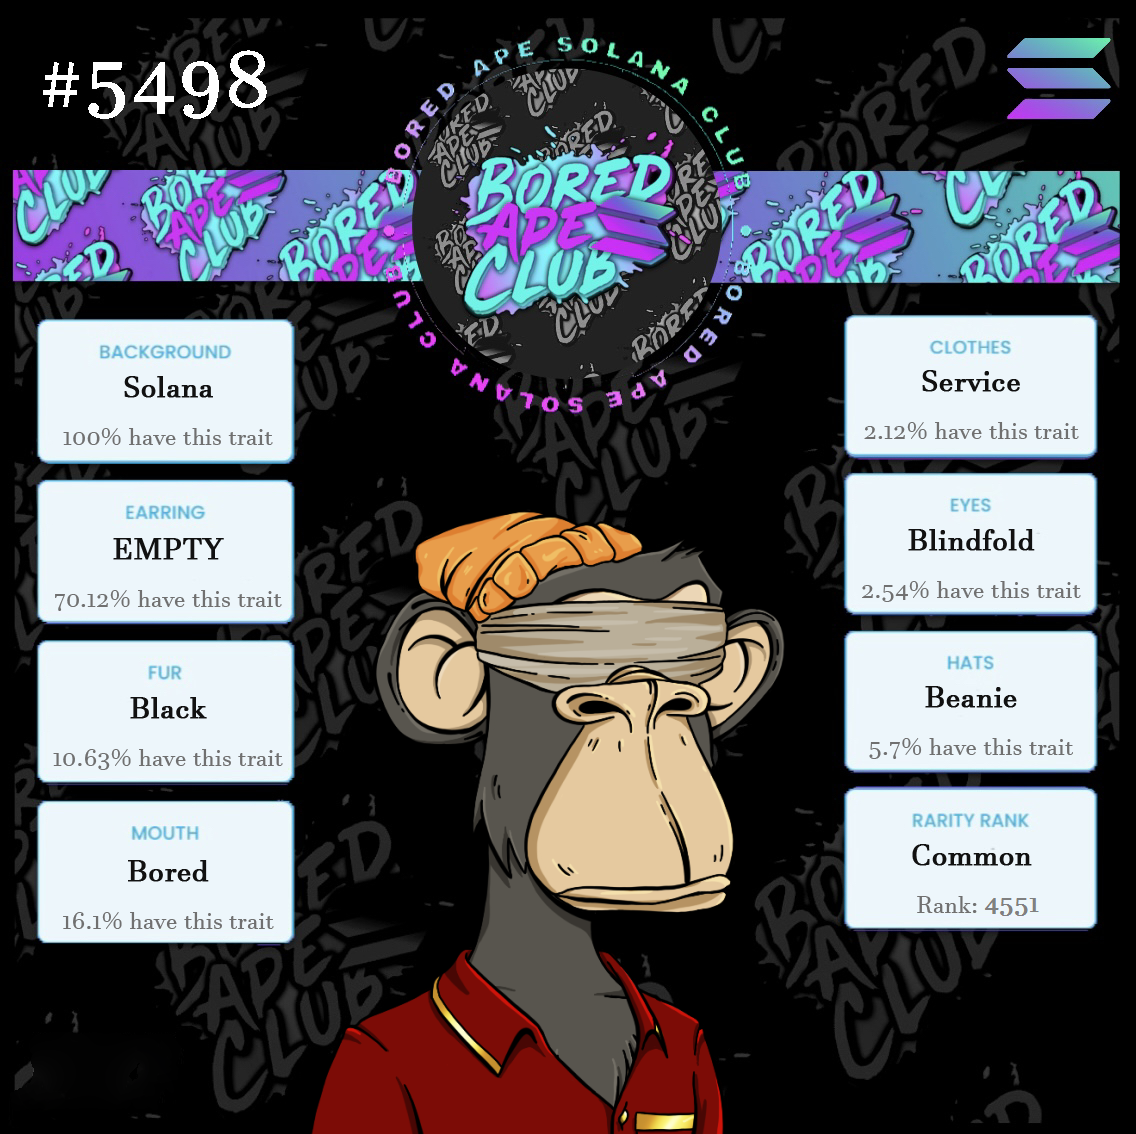 #5498
BORED APE SOLANA CLUB
BORED APE SOLANA CLUB
BORED
APE
CLUB
BACKGROUND
Solana
100% have this trait
EARRING
EMPTY
70.12% have this trait
FUR
Black
10.63% have this trait
MOUTH
Bored
16.1% have this trait
CLOTHES
Service
2.12% have this trait
EYES
Blindfold
2.54% have this trait
HATS
Beanie
5.7% have this trait
RARITY RANK
Common
Rank: 4551